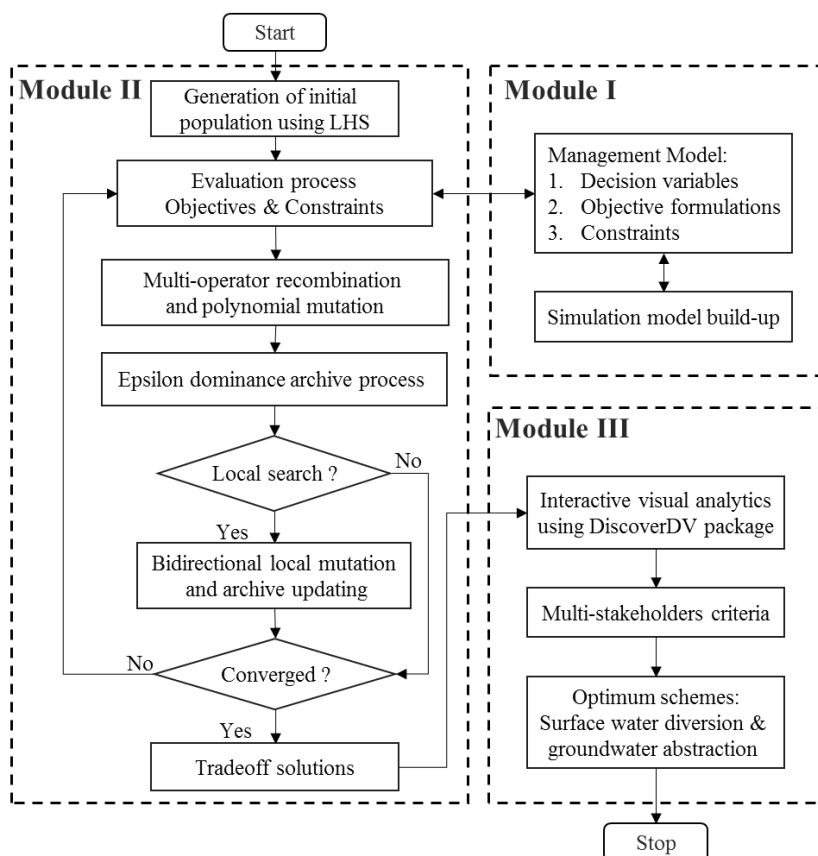 Start
Module II
Generation of initial
population using LHS
Evaluation process
Objectives & Constraints
Multi-operator recombination
and polynomial mutation
Epsilon dominance archive process
Local search ?
No
Yes
Bidirectional local mutation
and archive updating
No
Converged ?
Yes
Tradeoff solutions
Module I
Management Model:
1. Decision variables
2. Objective formulations
3. Constraints
Simulation model build-up
Module III
Interactive visual analytics
using DiscoverDV package
Multi-stakeholders criteria
Optimum schemes:
Surface water diversion &
groundwater abstraction
Stop